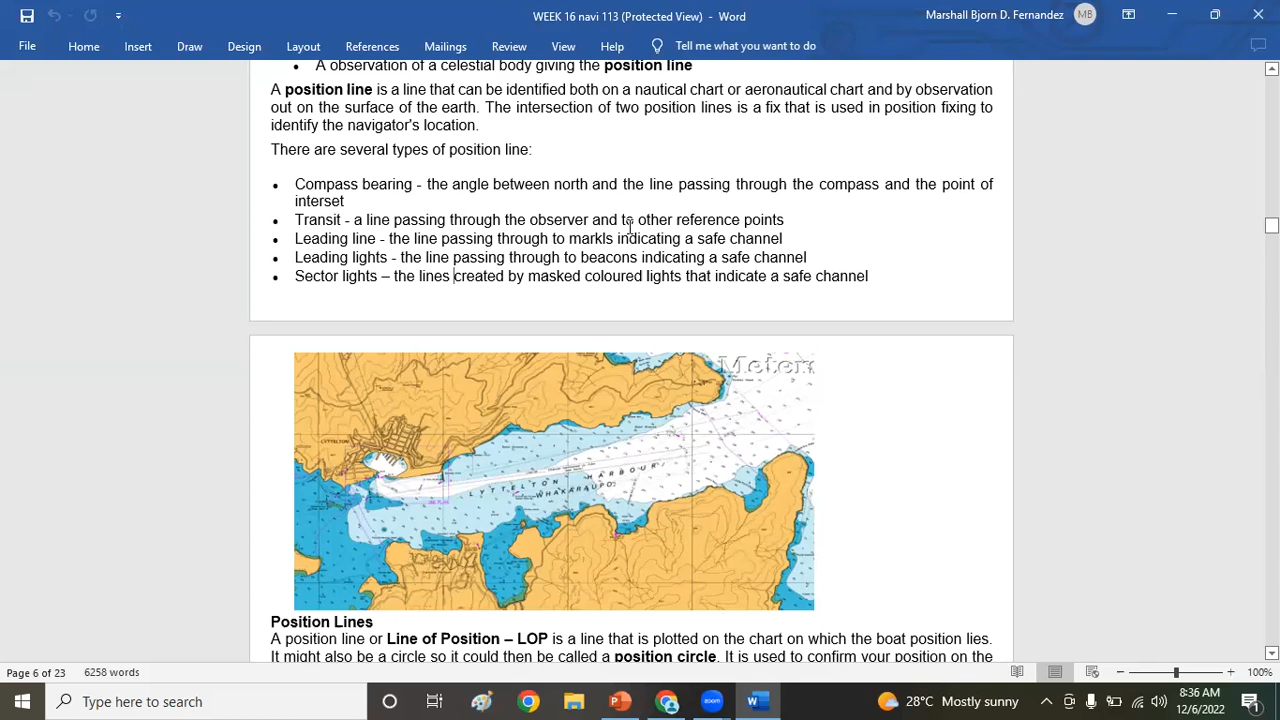 WEEK 16 navi 113 (Protected View) - Word
Marshall Bjorn D. Fernandez
MB
File Home Insert Draw Design Layout References Mailings Review View Help Tell me what you want to do
• A observation of a celestial body giving the position line
A position line is a line that can be identified both on a nautical chart or aeronautical chart and by observation
out on the surface of the earth. The intersection of two position lines is a fix that is used in position fixing to
identify the navigator's location.
There are several types of position line:
• Compass bearing - the angle between north and the line passing through the compass and the point of
interset
• Transit - a line passing through the observer and to other reference points
• Leading line - the line passing through to markls indicating a safe channel
• Leading lights - the line passing through to beacons indicating a safe channel
• Sector lights – the lines created by masked coloured lights that indicate a safe channel
LYTTELTON
LYTTELTON HARBOUR
WHAKARAUPO
Position Lines
A position line or Line of Position – LOP is a line that is plotted on the chart on which the boat position lies.
It might also be a circle so it could then be called a position circle. It is used to confirm your position on the
Page 6 of 23 6258 words
100%
Type here to search
28°C Mostly sunny
8:36 AM
12/6/2022
1